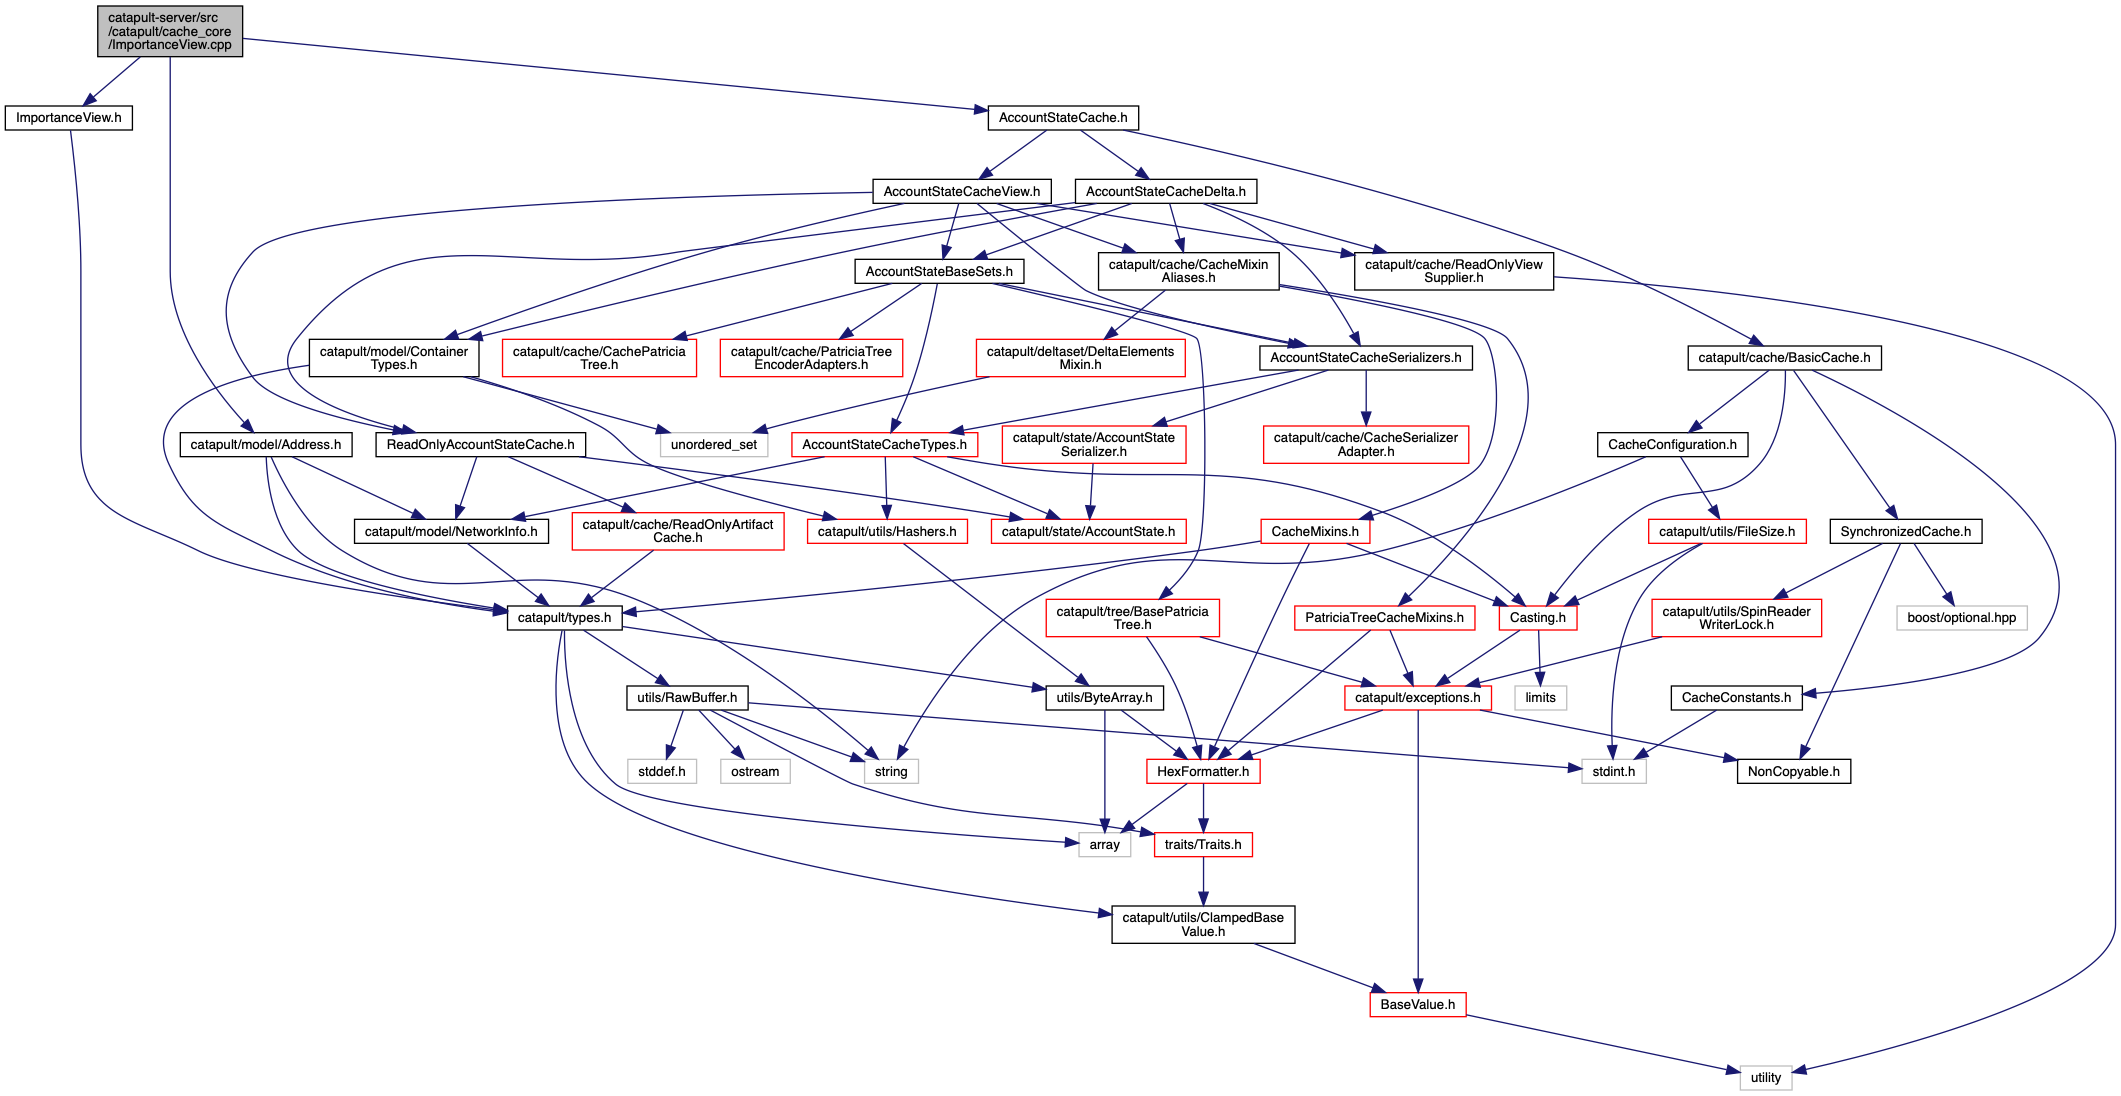 catapult-server/src
/catapult/cache_core
/ImportanceView.cpp
ImportanceView.h
AccountStateCache.h
AccountStateCacheView.h
AccountStateCacheDelta.h
AccountStateBaseSets.h
catapult/cache/CacheMixin
Aliases.h
catapult/cache/ReadOnlyView
Supplier.h
catapult/model/Container
Types.h
catapult/cache/CachePatricia
Tree.h
catapult/cache/PatriciaTree
EncoderAdapters.h
catapult/deltaset/DeltaElements
Mixin.h
AccountStateCacheSerializers.h
catapult/cache/BasicCache.h
catapult/model/Address.h
ReadOnlyAccountStateCache.h
unordered_set
AccountStateCacheTypes.h
catapult/state/AccountState
Serializer.h
catapult/cache/CacheSerializer
Adapter.h
CacheConfiguration.h
catapult/model/NetworkInfo.h
catapult/cache/ReadOnlyArtifact
Cache.h
catapult/utils/Hashers.h
catapult/state/AccountState.h
CacheMixins.h
catapult/utils/FileSize.h
SynchronizedCache.h
catapult/types.h
catapult/tree/BasePatricia
Tree.h
PatriciaTreeCacheMixins.h
Casting.h
catapult/utils/SpinReader
WriterLock.h
boost/optional.hpp
utils/RawBuffer.h
utils/ByteArray.h
catapult/exceptions.h
limits
CacheConstants.h
stddef.h
ostream
string
HexFormatter.h
stdint.h
NonCopyable.h
array
traits/Traits.h
catapult/utils/ClampedBase
Value.h
BaseValue.h
utility